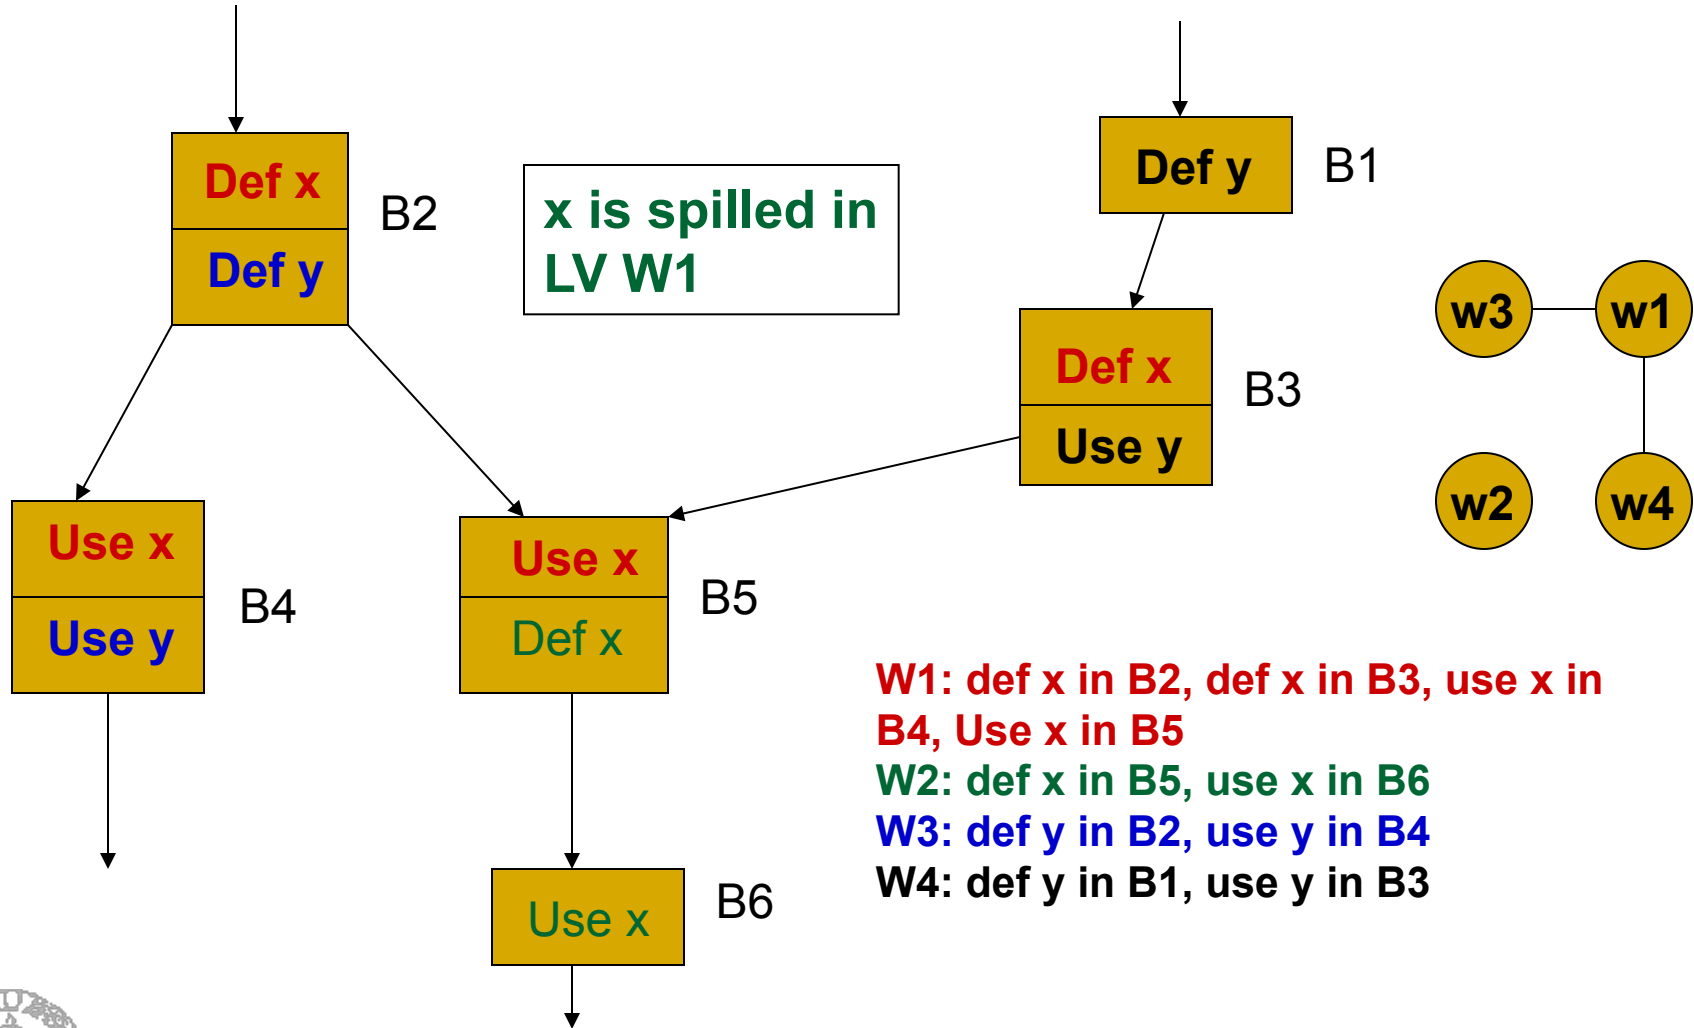 Def x
Def y
B2
x is spilled in
LV W1
Def y
B1
Def x
Use y
B3
w3
w1
w2
w4
Use x
Use y
B4
Use x
Def x
B5
W1: def x in B2, def x in B3, use x in
B4, Use x in B5
W2: def x in B5, use x in B6
W3: def y in B2, use y in B4
W4: def y in B1, use y in B3
Use x
B6